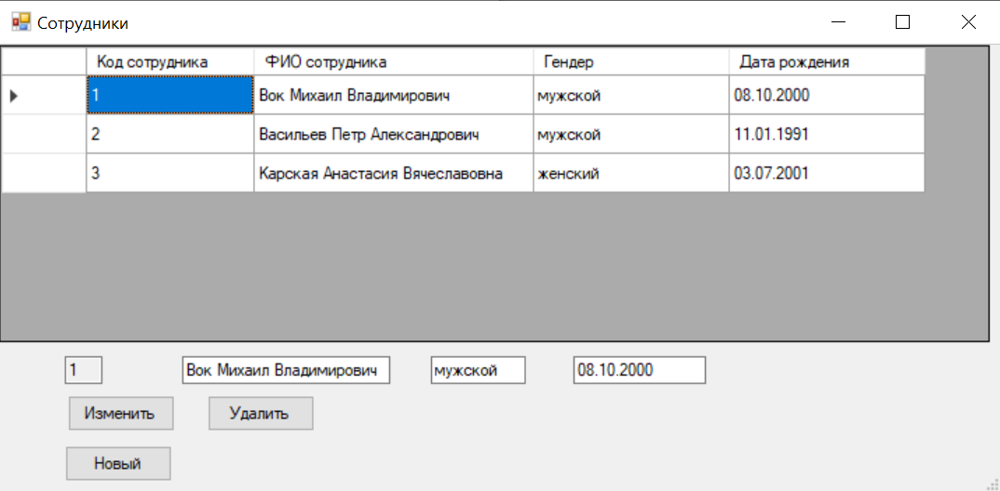 Сотрудники
Код сотрудника ФИО сотрудника Гендер Дата рождения
1 Вок Михаил Владимирович мужской 08.10.2000
2 Васильев Петр Александрович мужской 11.01.1991
3 Карская Анастасия Вячеславовна женский 03.07.2001
1 Вок Михаил Владимирович мужской 08.10.2000
Изменить Удалить
Новый